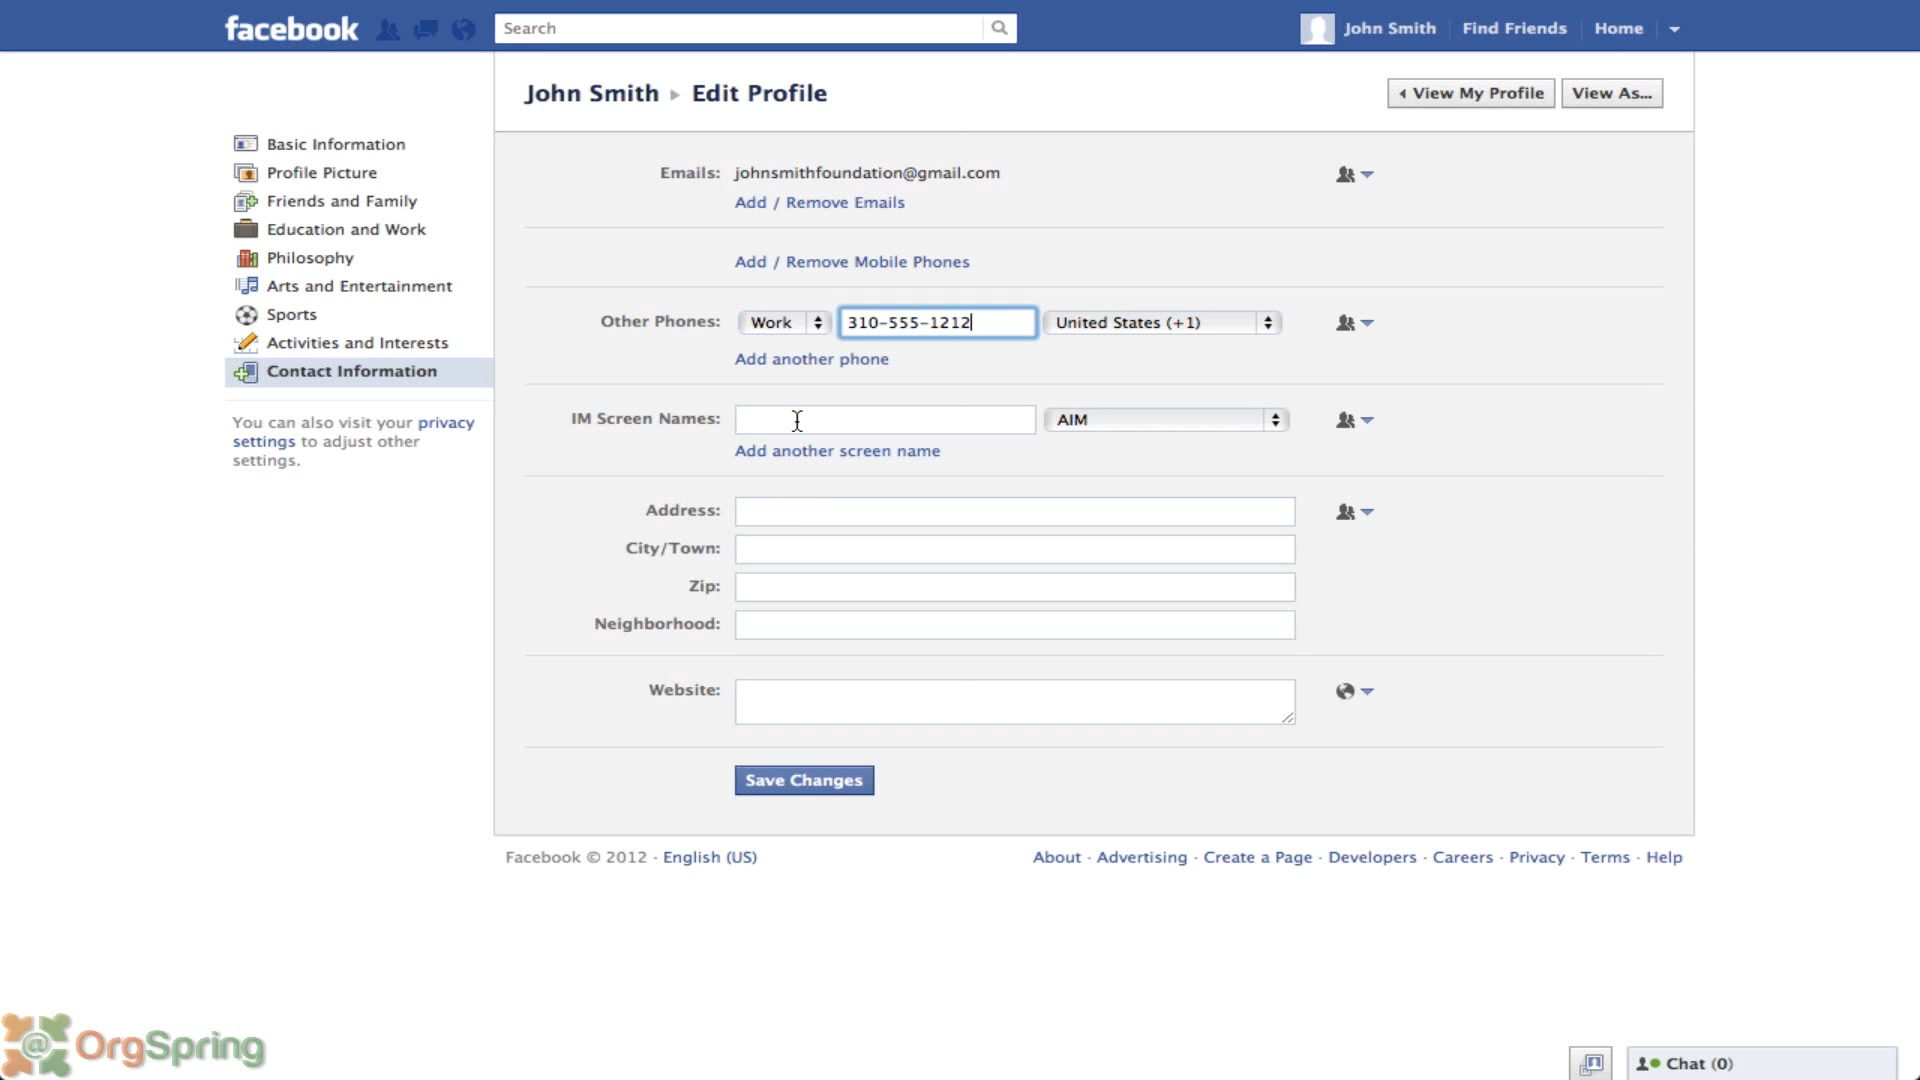 facebook
Search
John Smith
Find Friends
Home
John Smith ▸ Edit Profile
View My Profile
View As...
Basic Information
Profile Picture
Friends and Family
Education and Work
Philosophy
Arts and Entertainment
Sports
Activities and Interests
Contact Information
You can also visit your privacy
settings to adjust other
settings.
Emails: johnsmithfoundation@gmail.com
Add / Remove Emails
Add / Remove Mobile Phones
Other Phones: Work 310-555-1212 United States (+1)
Add another phone
IM Screen Names: AIM
Add another screen name
Address:
City/Town:
Zip:
Neighborhood:
Website:
Save Changes
Facebook © 2012 · English (US)
About · Advertising · Create a Page · Developers · Careers · Privacy · Terms · Help
@ OrgSpring
Chat (0)